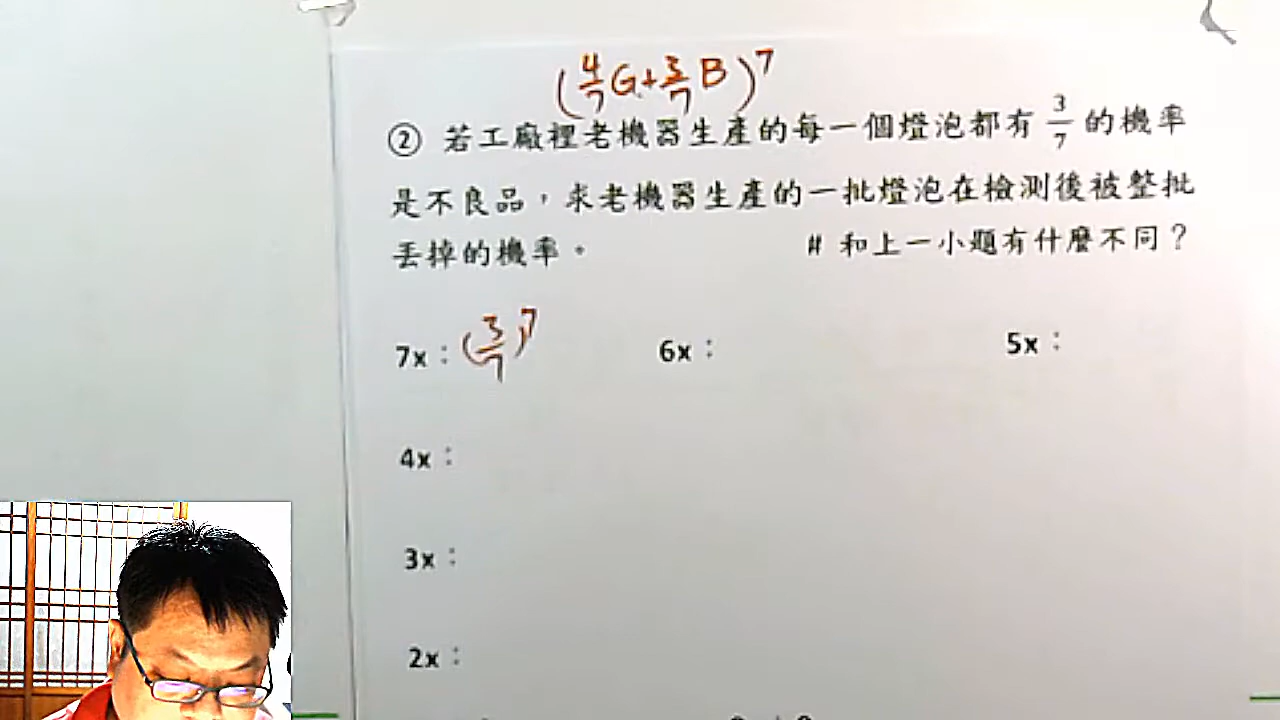 (4/7 G + 3/7 B)^7
② 若工廠裡老機器生產的每一個燈泡都有 3/7 的機率
是不良品，求老機器生產的一批燈泡在檢測後被整批
丟掉的機率。 # 和上一小題有什麼不同？
7x：(3/7)^7 6x： 5x：
4x：
3x：
2x：